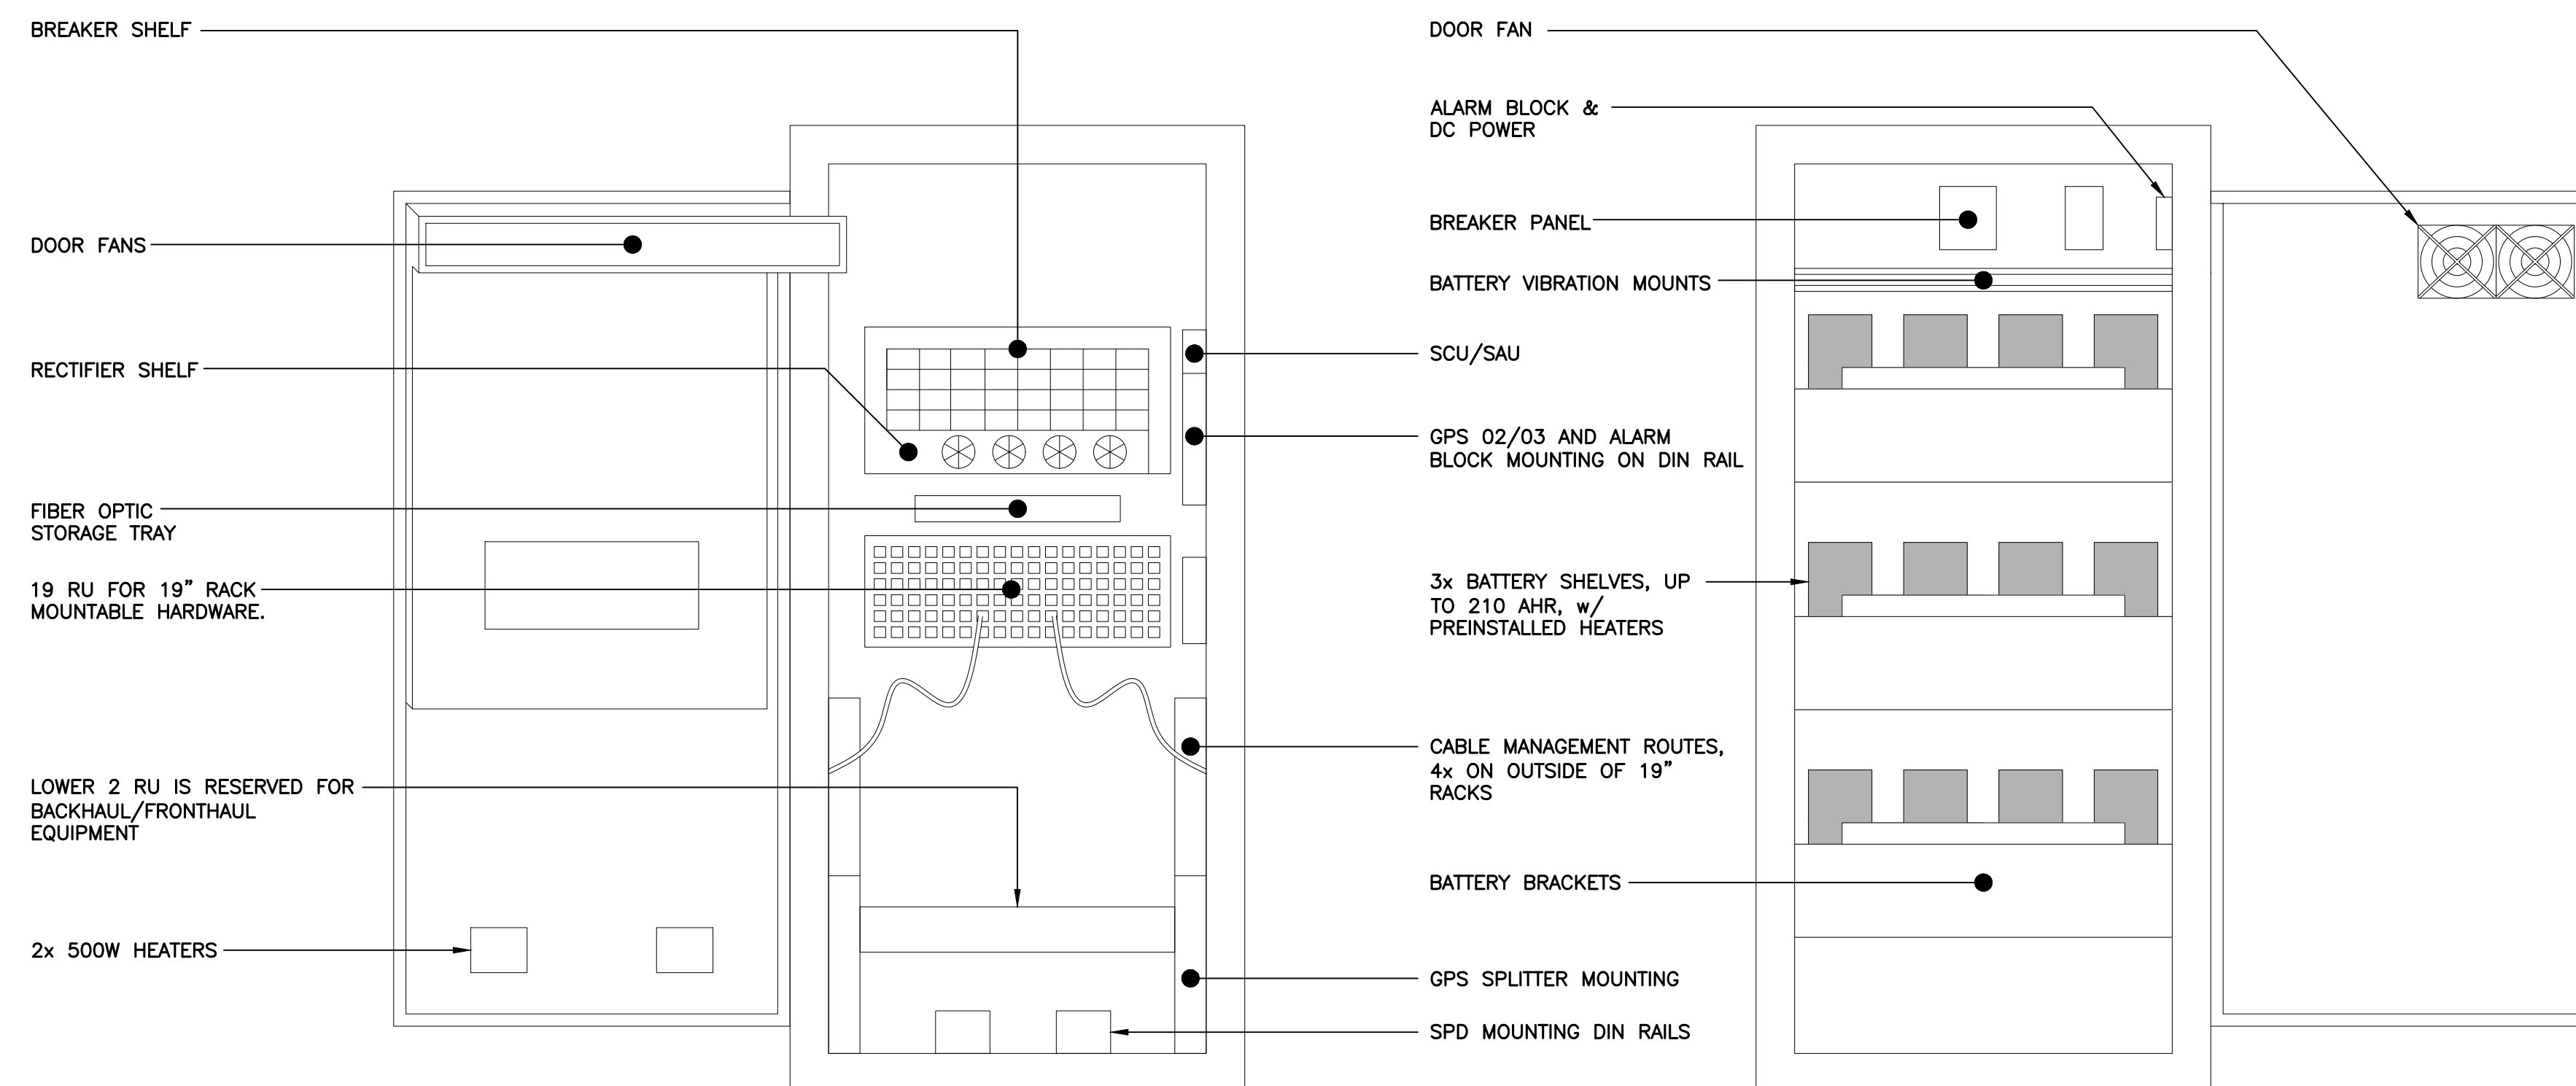 BREAKER SHELF
DOOR FANS
RECTIFIER SHELF
FIBER OPTIC
STORAGE TRAY
19 RU FOR 19” RACK
MOUNTABLE HARDWARE.
LOWER 2 RU IS RESERVED FOR
BACKHAUL/FRONTHAUL
EQUIPMENT
2x 500W HEATERS
DOOR FAN
ALARM BLOCK &
DC POWER
BREAKER PANEL
BATTERY VIBRATION MOUNTS
SCU/SAU
GPS 02/03 AND ALARM
BLOCK MOUNTING ON DIN RAIL
3x BATTERY SHELVES, UP
TO 210 AHR, w/
PREINSTALLED HEATERS
CABLE MANAGEMENT ROUTES,
4x ON OUTSIDE OF 19”
RACKS
BATTERY BRACKETS
GPS SPLITTER MOUNTING
SPD MOUNTING DIN RAILS